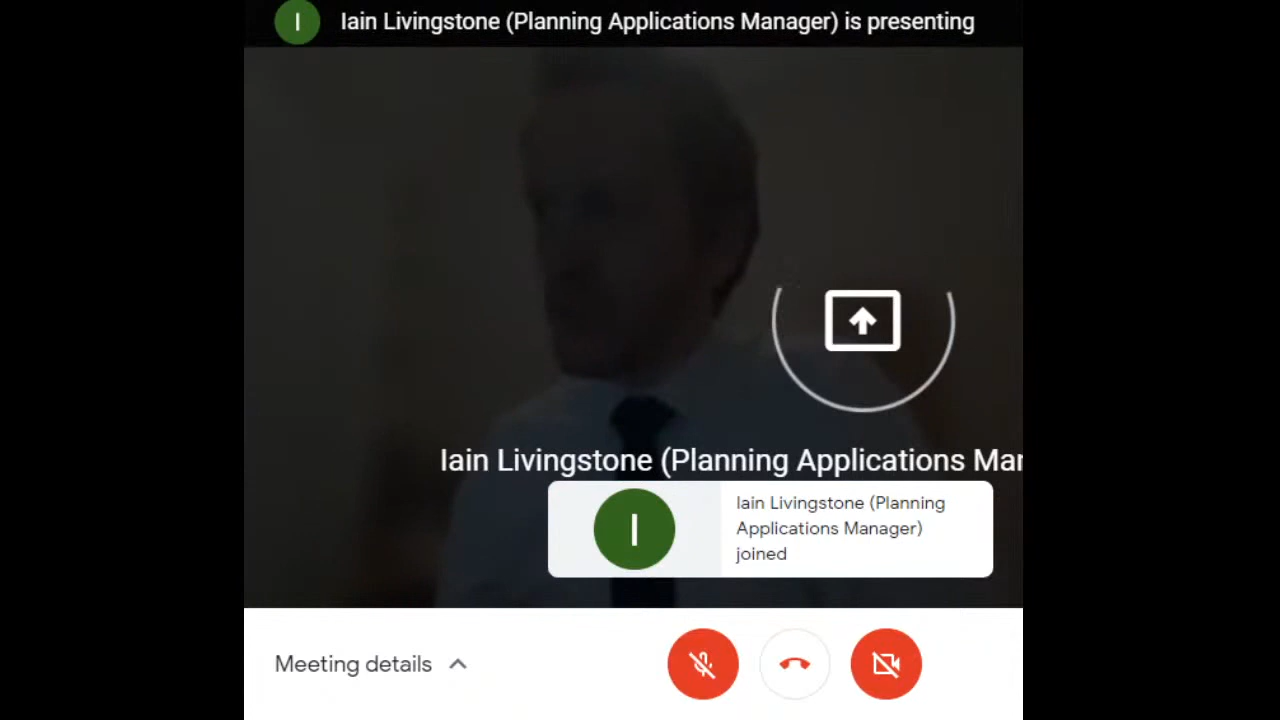 I
Iain Livingstone (Planning Applications Manager) is presenting
Iain Livingstone (Planning Applications Mar
I
Iain Livingstone (Planning
Applications Manager)
joined
Meeting details